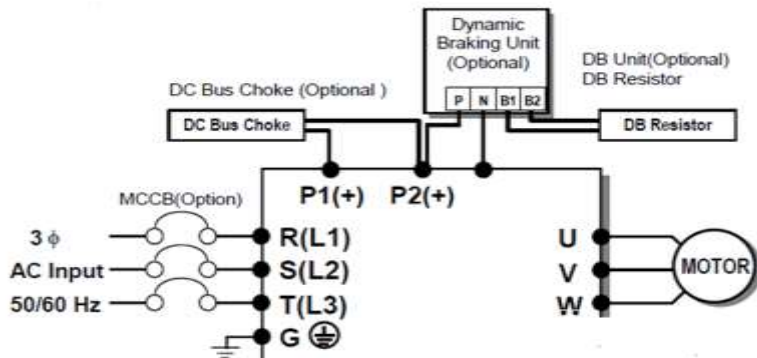 Dynamic
Braking Unit
(Optional)
P N B1 B2
DB Unit(Optional)
DB Resistor
DC Bus Choke (Optional )
DC Bus Choke
DB Resistor
P1(+) P2(+)
MCCB(Option)
3 ϕ
AC Input
50/60 Hz
R(L1)
S(L2)
T(L3)
G
U
V
W
MOTOR